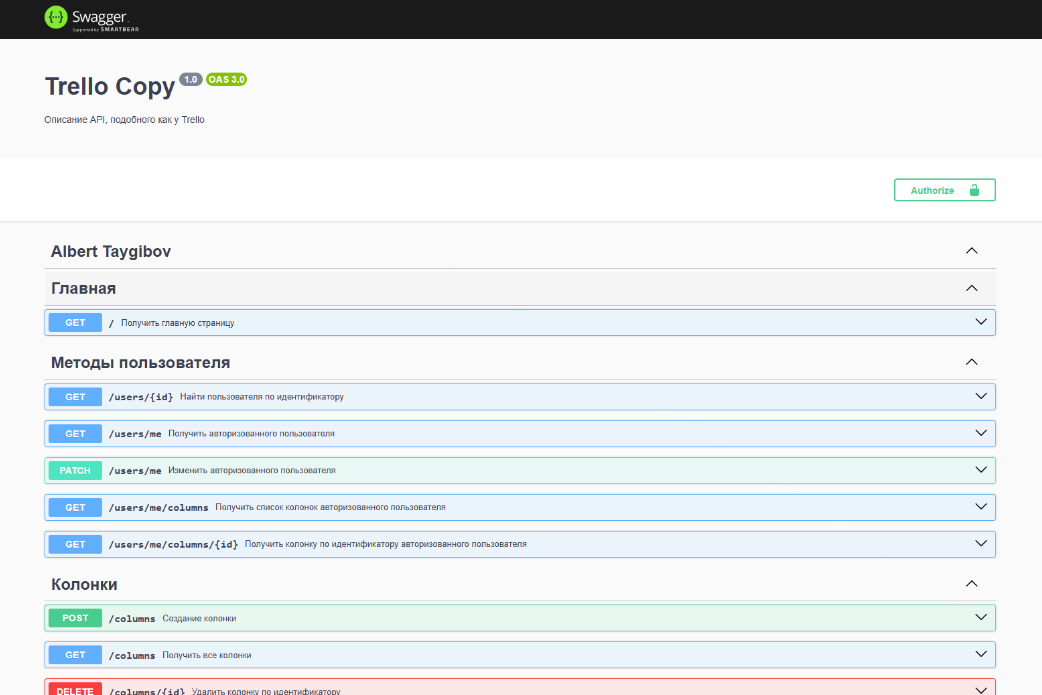 Swagger.
Supported by SMARTBEAR
Trello Copy 1.0 OAS 3.0
Описание API, подобного как у Trello
Authorize
Albert Taygibov
Главная
GET / Получить главную страницу
Методы пользователя
GET /users/{id} Найти пользователя по идентификатору
GET /users/me Получить авторизованного пользователя
PATCH /users/me Изменить авторизованного пользователя
GET /users/me/columns Получить список колонок авторизованного пользователя
GET /users/me/columns/{id} Получить колонку по идентификатору авторизованного пользователя
Колонки
POST /columns Создание колонки
GET /columns Получить все колонки
DELETE /columns/{id} Удалить колонку по идентификатору